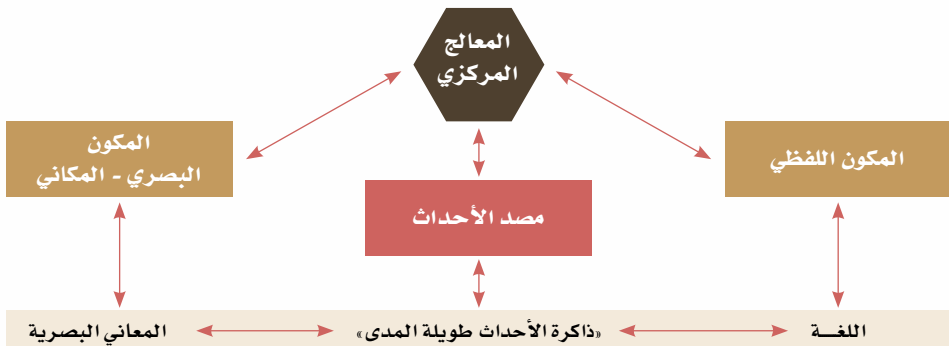 المعالج
المركزي
المكون اللفظي
المكون
البصري - المكاني
مصد الأحداث
اللغــة
«ذاكرة الأحداث طويلة المدى»
المعاني البصرية